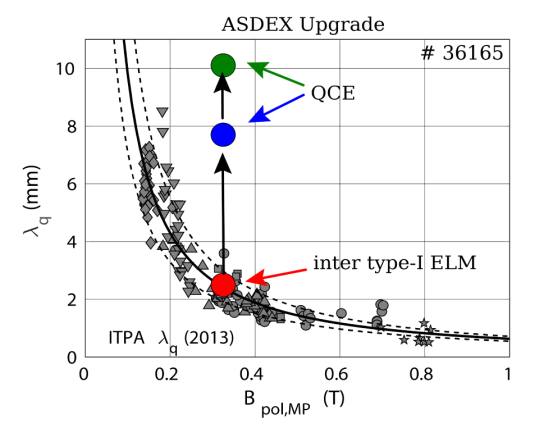 ASDEX Upgrade
# 36165
10
8
6
4
2
0
λq (mm)
QCE
inter type-I ELM
ITPA λq (2013)
0 0.2 0.4 0.6 0.8 1
B pol,MP (T)